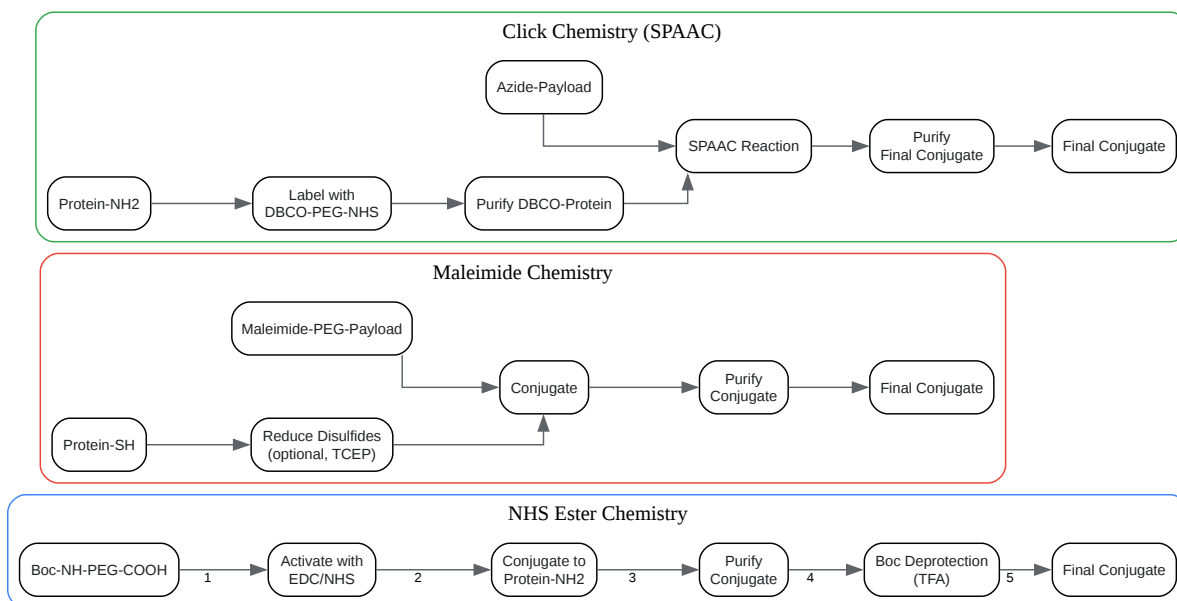 Click Chemistry (SPAAC)
Azide-Payload
SPAAC Reaction
Purify
Final Conjugate
Final Conjugate
Protein-NH2
Label with
DBCO-PEG-NHS
Purify DBCO-Protein
Maleimide Chemistry
Maleimide-PEG-Payload
Conjugate
Purify
Conjugate
Final Conjugate
Protein-SH
Reduce Disulfides
(optional, TCEP)
NHS Ester Chemistry
Boc-NH-PEG-COOH
1
Activate with
EDC/NHS
2
Conjugate to
Protein-NH2
3
Purify
Conjugate
4
Boc Deprotection
(TFA)
5
Final Conjugate